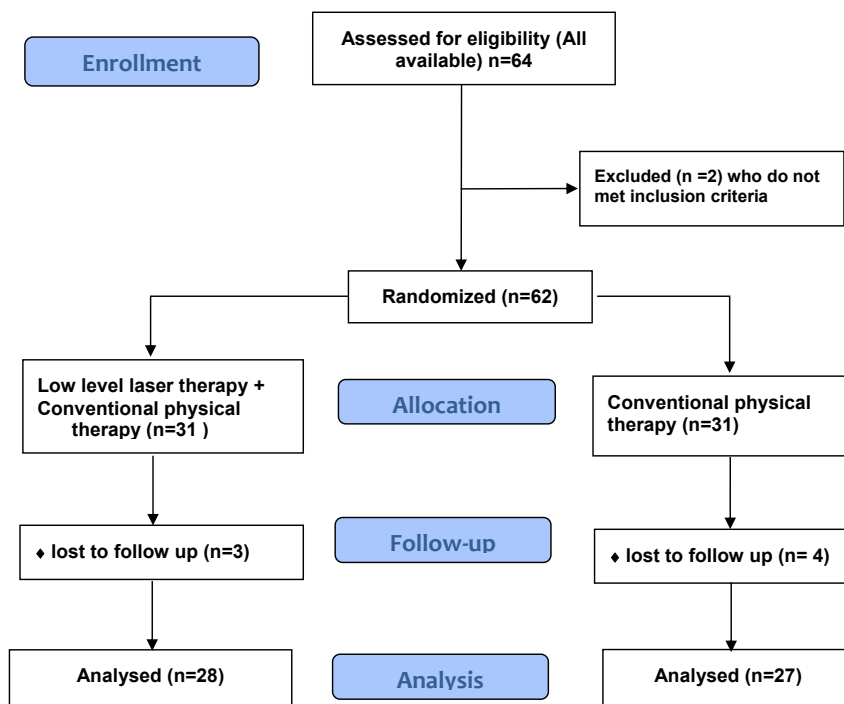 Enrollment
Assessed for eligibility (All
available) n=64
Excluded (n =2) who do not
met inclusion criteria
Randomized (n=62)
Low level laser therapy +
Conventional physical
therapy (n=31 )
Allocation
Conventional physical
therapy (n=31)
♦ lost to follow up (n=3)
Follow-up
♦ lost to follow up (n= 4)
Analysed (n=28)
Analysis
Analysed (n=27)